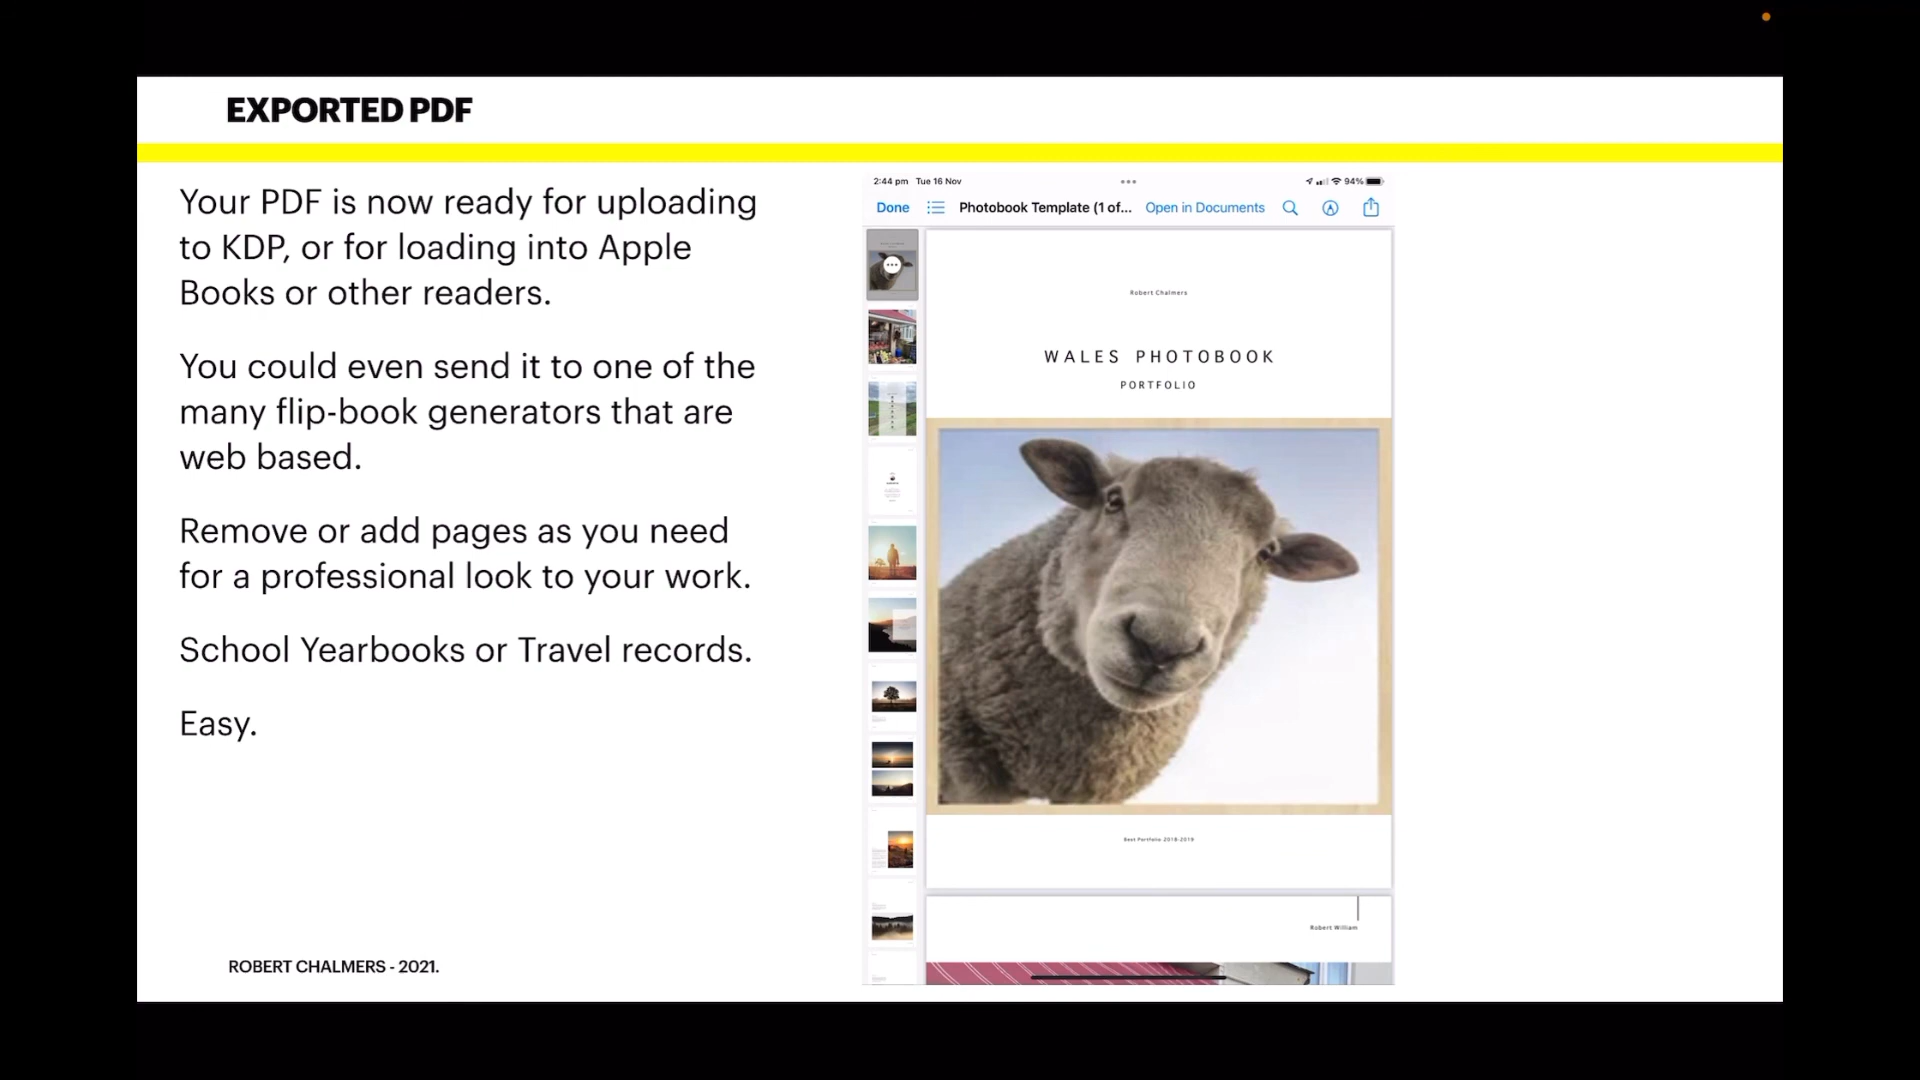 EXPORTED PDF
Your PDF is now ready for uploading
to KDP, or for loading into Apple
Books or other readers.
You could even send it to one of the
many flip-book generators that are
web based.
Remove or add pages as you need
for a professional look to your work.
School Yearbooks or Travel records.
Easy.
ROBERT CHALMERS - 2021.
2:44 pm Tue 16 Nov
94%
Done Photobook Template (1 of... Open in Documents
Robert Chalmers
WALES PHOTOBOOK
PORTFOLIO
Best Portfolio 2018-2019
Robert William